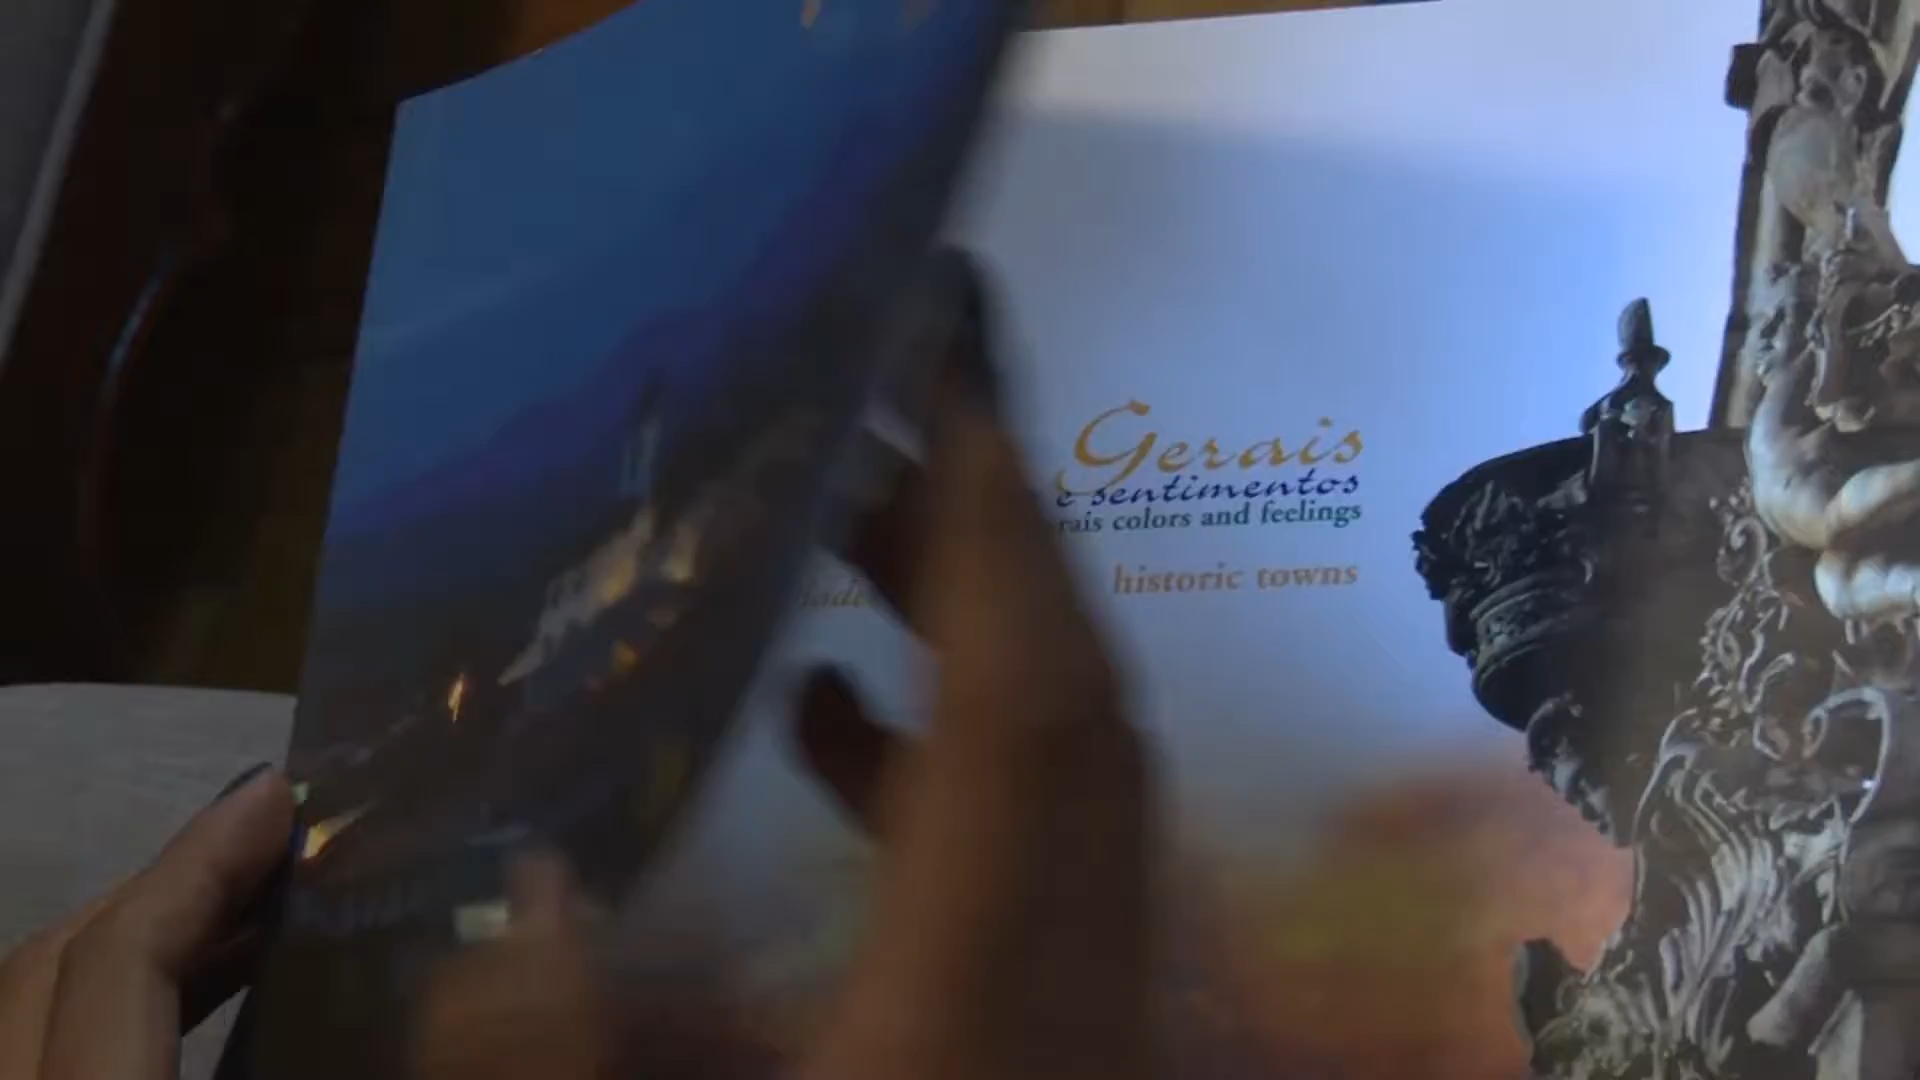 Gerais
e sentimentos
rais colors and feelings
historic towns